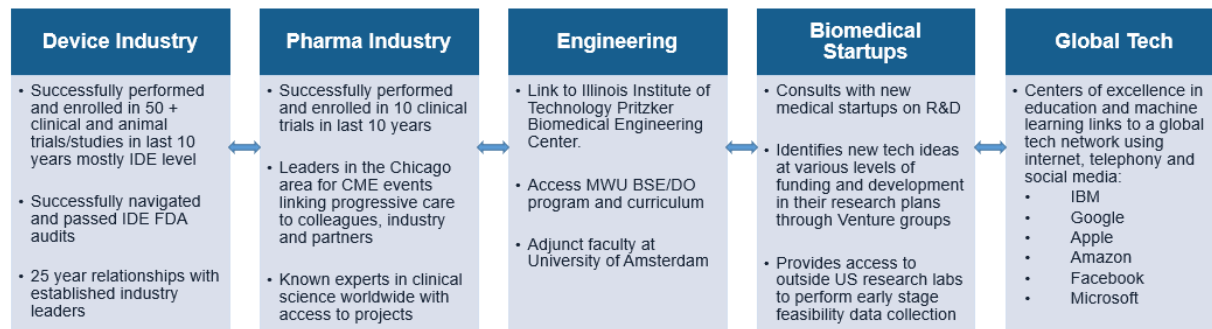 Device Industry
• Successfully performed
and enrolled in 50 +
clinical and animal
trials/studies in last 10
years mostly IDE level
• Successfully navigated
and passed IDE FDA
audits
• 25 year relationships with
established industry
leaders
Pharma Industry
• Successfully performed
and enrolled in 10 clinical
trials in last 10 years
• Leaders in the Chicago
area for CME events
linking progressive care
to colleagues, industry
and partners
• Known experts in clinical
science worldwide with
access to projects
Engineering
• Link to Illinois Institute of
Technology Pritzker
Biomedical Engineering
Center.
• Access MWU BSE/DO
program and curriculum
• Adjunct faculty at
University of Amsterdam
Biomedical
Startups
• Consults with new
medical startups on R&D
• Identifies new tech ideas
at various levels of
funding and development
in their research plans
through Venture groups
• Provides access to
outside US research labs
to perform early stage
feasibility data collection
Global Tech
• Centers of excellence in
education and machine
learning links to a global
tech network using
internet, telephony and
social media:
• IBM
• Google
• Apple
• Amazon
• Facebook
• Microsoft